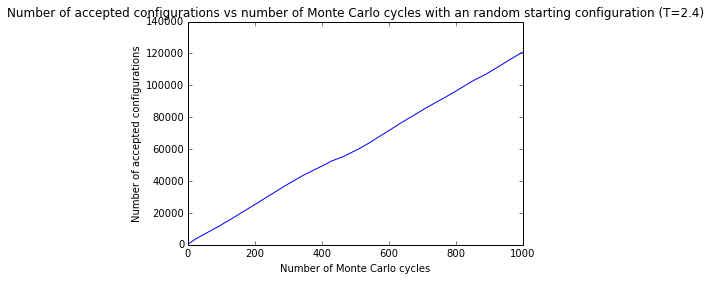 Number of accepted configurations vs number of Monte Carlo cycles with an random starting configuration (T=2.4)
140000
120000
100000
80000
60000
40000
20000
0
Number of accepted configurations
0 200 400 600 800 1000
Number of Monte Carlo cycles